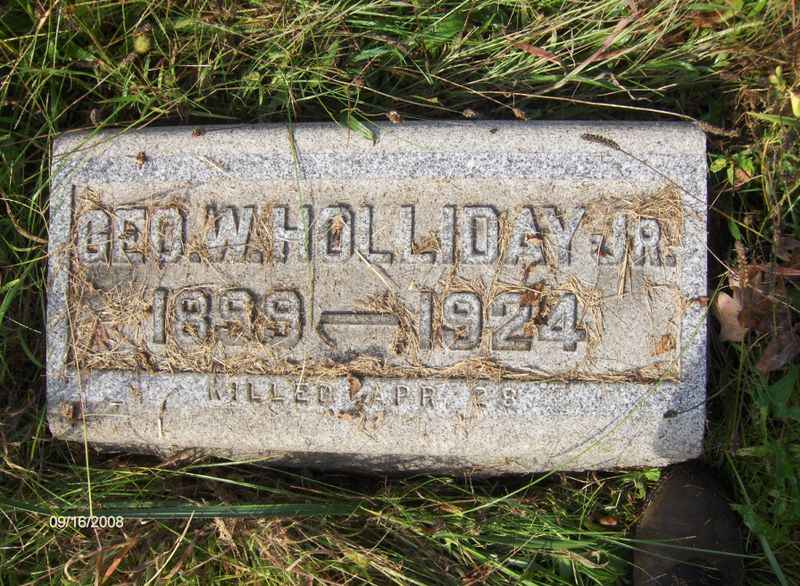 GEO. W. HOLLIDAY JR.
1899 — 1924
KILLED APR 28
09/16/2008